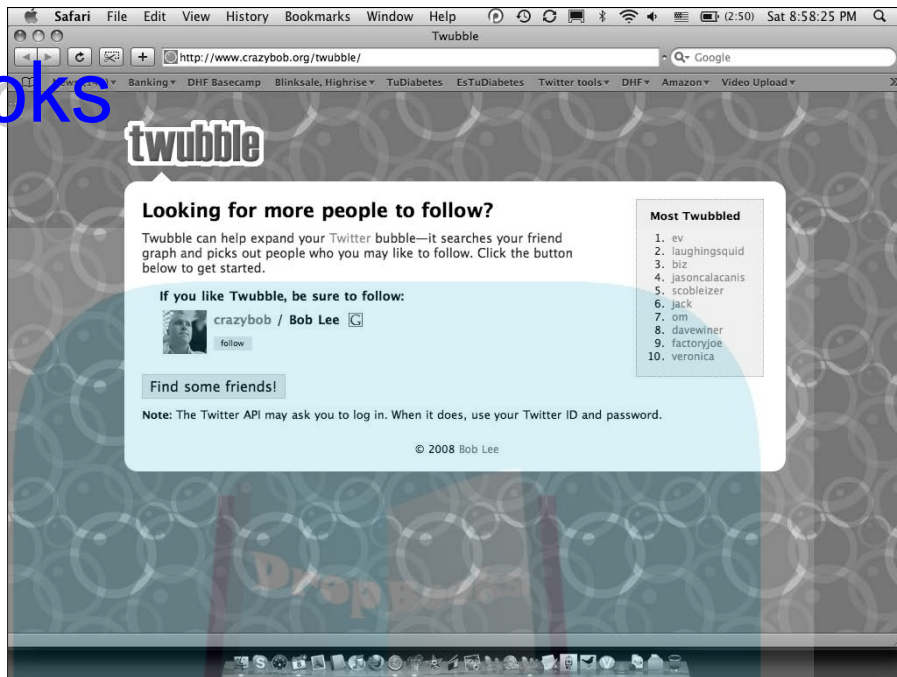 Safari File Edit View History Bookmarks Window Help (2:50) Sat 8:58:25 PM
Twubble
http://www.crazybob.org/twubble/ Google
Banking DHF Basecamp Blinksale, Highrise TuDiabetes EsTuDiabetes Twitter tools DHF Amazon Video Upload
oks
twubble
Looking for more people to follow?
Twubble can help expand your Twitter bubble—it searches your friend
graph and picks out people who you may like to follow. Click the button
below to get started.
If you like Twubble, be sure to follow:
crazybob / Bob Lee G
follow
Find some friends!
Note: The Twitter API may ask you to log in. When it does, use your Twitter ID and password.
© 2008 Bob Lee
Most Twubbled
1. ev
2. laughingsquid
3. biz
4. jasoncalacanis
5. scobleizer
6. jack
7. om
8. davewiner
9. factoryjoe
10. veronica
Drop